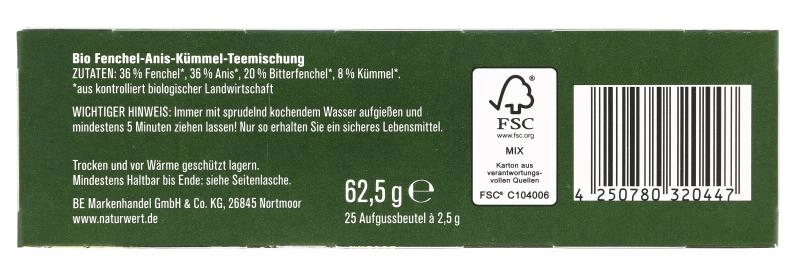 Bio Fenchel-Anis-Kümmel-Teemischung
ZUTATEN: 36 % Fenchel*, 36 % Anis*, 20 % Bitterfenchel*, 8 % Kümmel*.
*aus kontrolliert biologischer Landwirtschaft
WICHTIGER HINWEIS: Immer mit sprudelnd kochendem Wasser aufgießen und
mindestens 5 Minuten ziehen lassen! Nur so erhalten Sie ein sicheres Lebensmittel.
Trocken und vor Wärme geschützt lagern.
Mindestens Haltbar bis Ende: siehe Seitenlasche.
BE Markenhandel GmbH & Co. KG, 26845 Nortmoor
www.naturwert.de
62,5 g ℮
25 Aufgussbeutel à 2,5 g
FSC
www.fsc.org
MIX
Karton aus
verantwortungs-
vollen Quellen
FSC® C104006
4 250780 320447